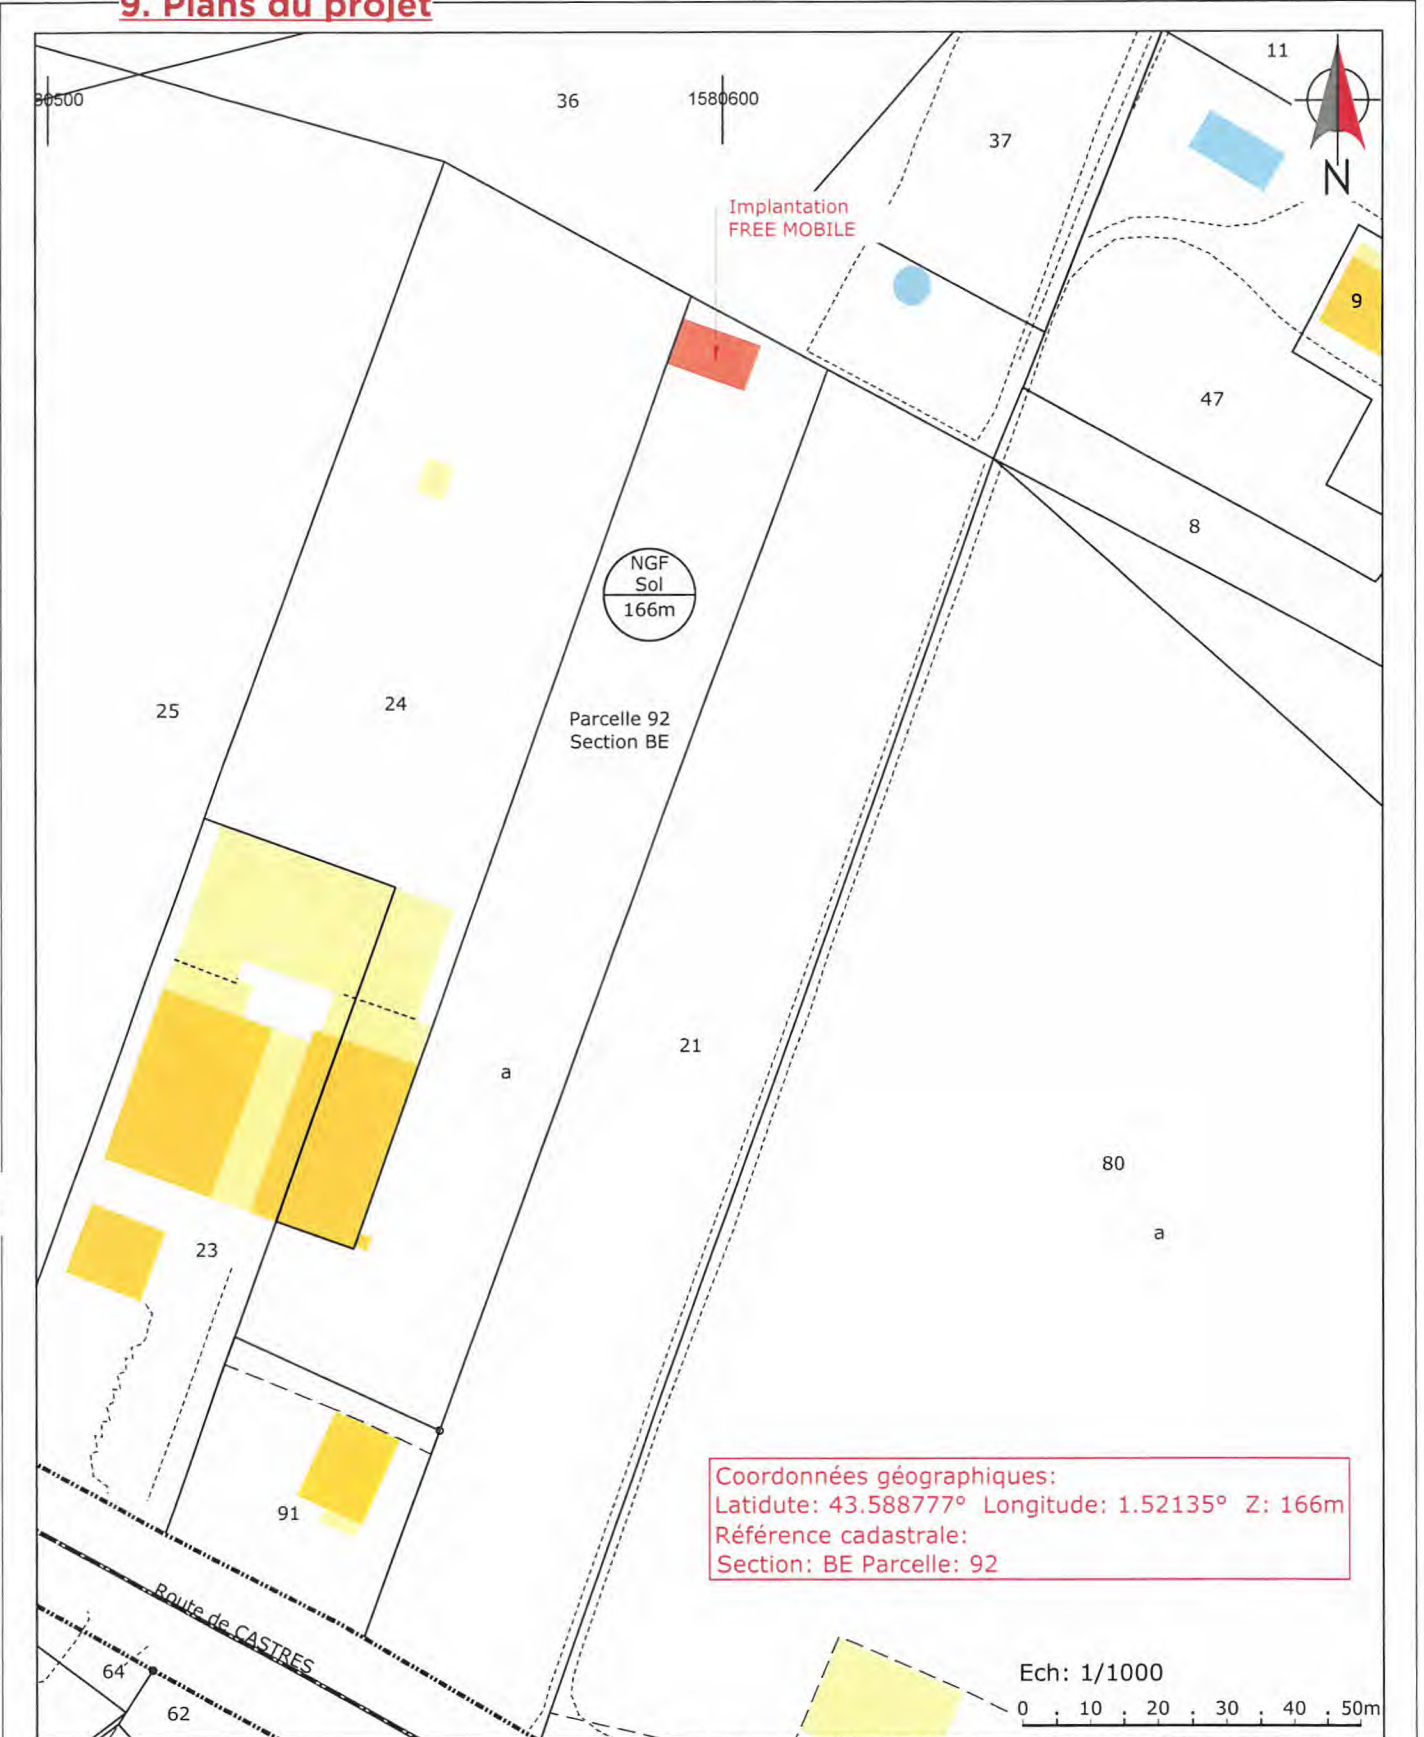 9. Plans du projet
11
36
1580600
37
N
Implantation
FREE MOBILE
9
47
8
NGF
Sol
166m
25
24
Parcelle 92
Section BE
21
a
80
a
23
Coordonnées géographiques:
Latidute: 43.588777° Longitude: 1.52135° Z: 166m
Référence cadastrale:
Section: BE Parcelle: 92
91
Route de CASTRES
64
62
Ech: 1/1000
0 10 20 30 40 50m